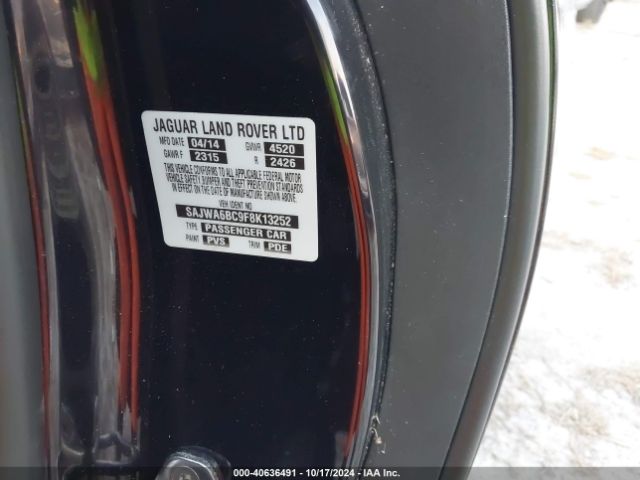 JAGUAR LAND ROVER LTD
MFD DATE 04/14 GVWR 4520
GAWR F 2315 R 2426
THIS VEHICLE CONFORMS TO ALL APPLICABLE FEDERAL MOTOR
VEHICLE SAFETY BUMPER AND THEFT PREVENTION STANDARDS
IN EFFECT ON THE DATE OF MANUFACTURE SHOWN ABOVE.
VEH IDENT NO
SAJWA6BC9F8K13252
TYPE PASSENGER CAR
PAINT PVS TRIM PDE
000-40636491 - 10/17/2024 - IAA Inc.